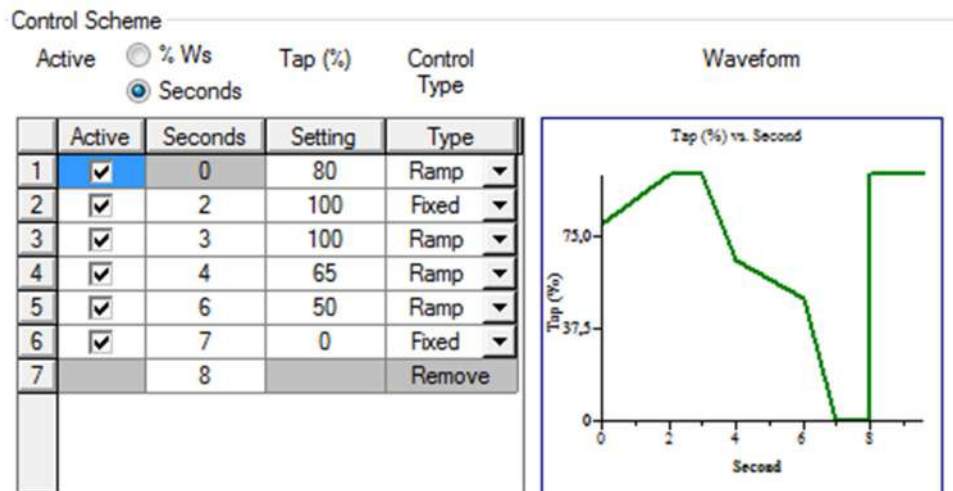 Control Scheme
Active % Ws Tap (%) Control Type Waveform
Seconds
Active Seconds Setting Type
1 0 80 Ramp
2 2 100 Fixed
3 3 100 Ramp
4 4 65 Ramp
5 6 50 Ramp
6 7 0 Fixed
7 8 Remove
Tap (%) vs. Second
75,0
37,5
0
Tap (%)
0 2 4 6 8
Second